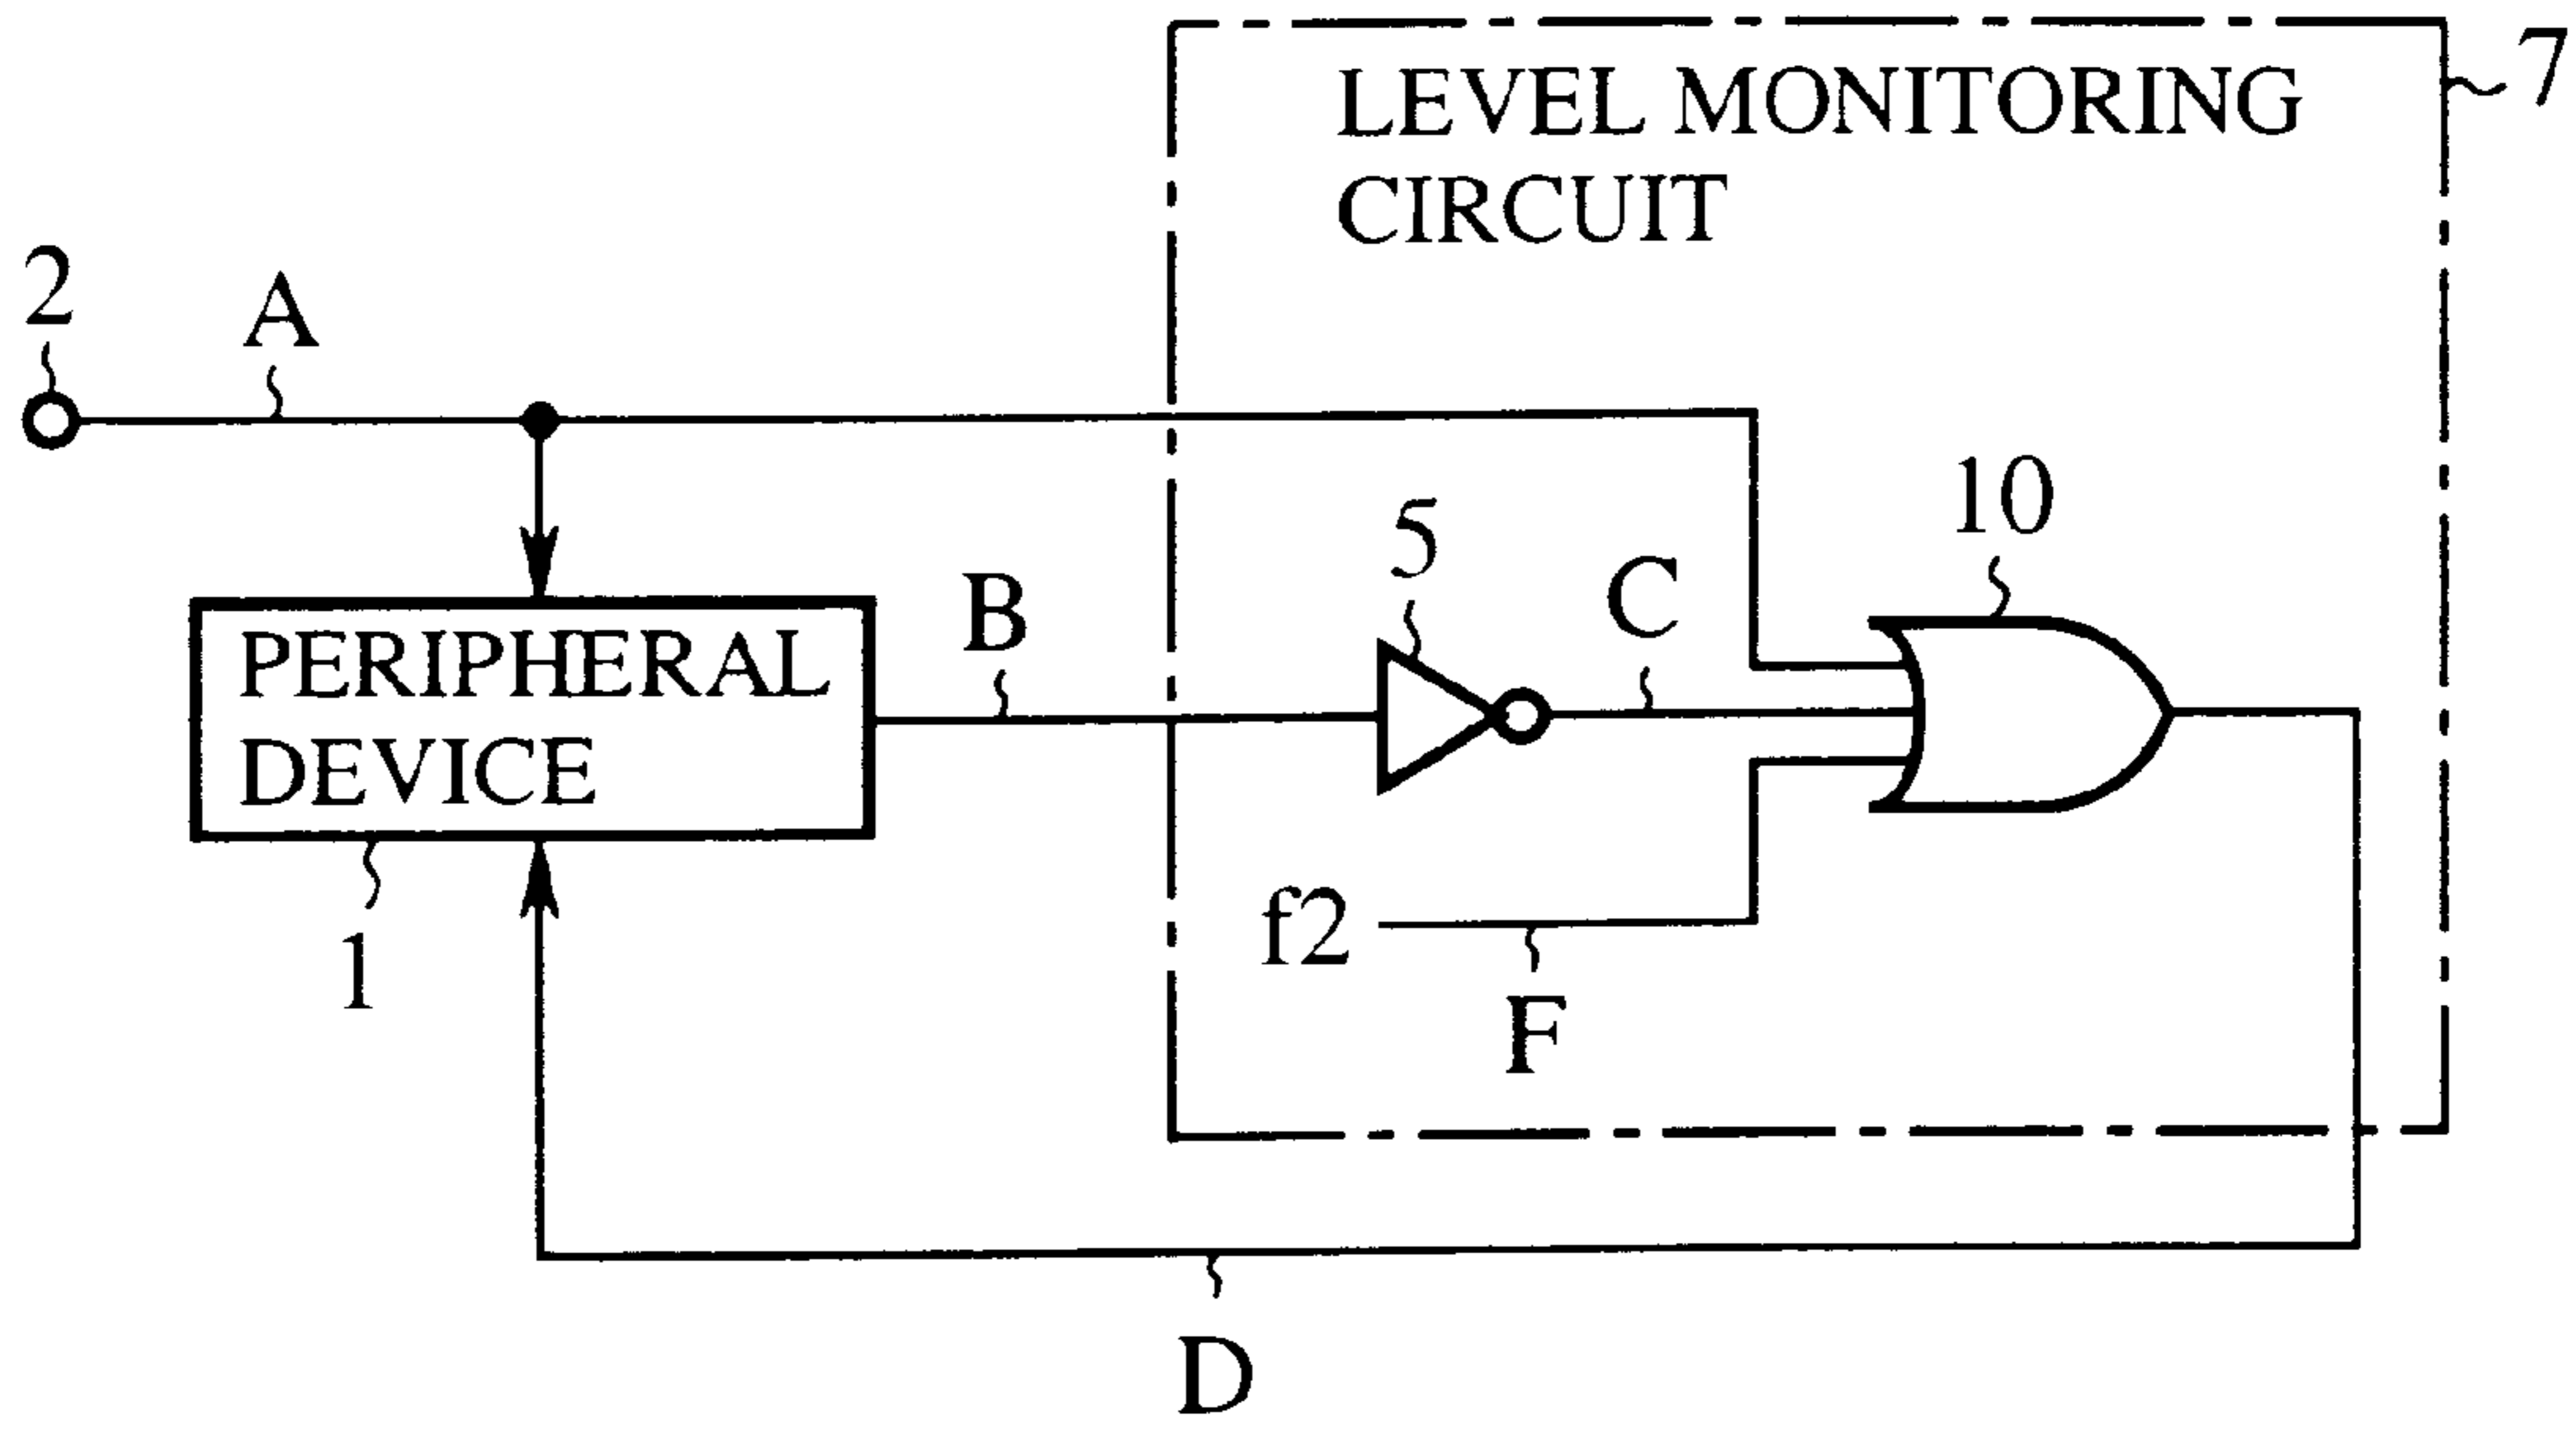 7
LEVEL MONITORING
CIRCUIT
2
A
10
5
C
B
PERIPHERAL
DEVICE
f2
1
F
D